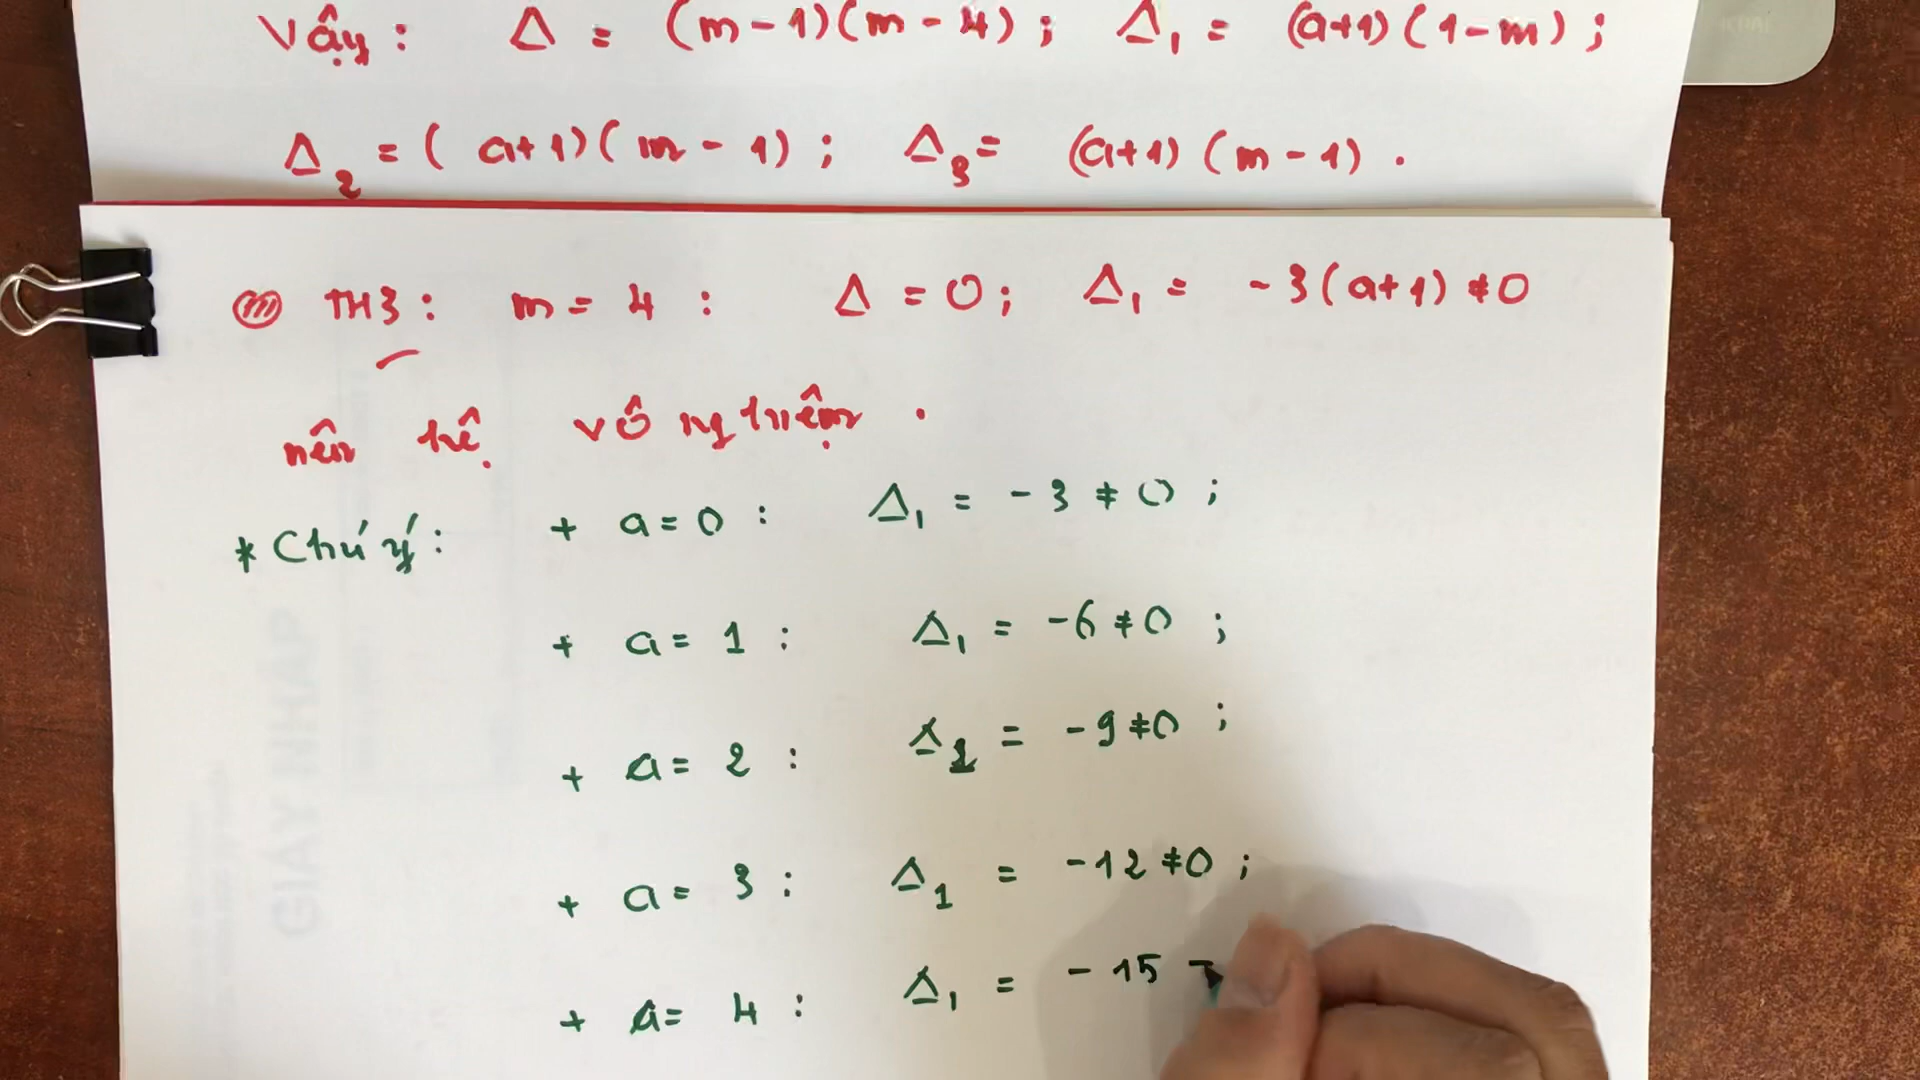 Vậy : Δ = (m-1)(m-4) ; Δ₁ = (a+1)(1-m) ;
Δ₂ = (a+1)(m-1) ; Δ₃ = (a+1)(m-1) .
TH3 : m = 4 : Δ = 0 ; Δ₁ = -3(a+1) ≠ 0
nên hệ vô nghiệm .
* Chú ý : + a = 0 : Δ₁ = -3 ≠ 0 ;
+ a = 1 : Δ₁ = -6 ≠ 0 ;
+ a = 2 : Δ₁ = -9 ≠ 0 ;
+ a = 3 : Δ₁ = -12 ≠ 0 ;
+ a = 4 : Δ₁ = -15
GIẤY NHÁP